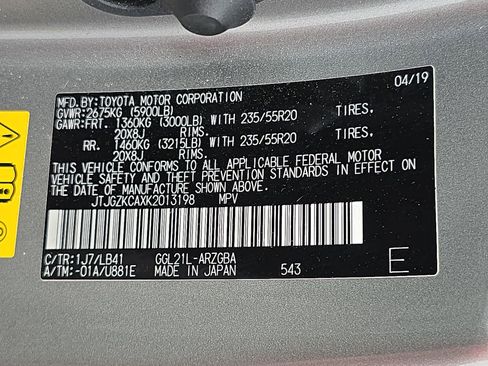 MFD. BY: TOYOTA MOTOR CORPORATION 04/19
GVWR: 2675KG (5900LB)
GAWR: FRT. 1360KG (3000LB) WITH 235/55R20 TIRES.
20X8J RIMS.
RR. 1460KG (3215LB) WITH 235/55R20 TIRES.
20X8J RIMS.
THIS VEHICLE CONFORMS TO ALL APPLICABLE FEDERAL MOTOR
VEHICLE SAFETY AND THEFT PREVENTION STANDARDS IN EFFECT ON
THE DATE OF MANUFACTURE SHOWN ABOVE.
JTJGZKCAXK2013198 MPV
C/TR: 1J7/LB41 GGL21L-ARZGBA
A/TM: -01A/U881E MADE IN JAPAN 543 E